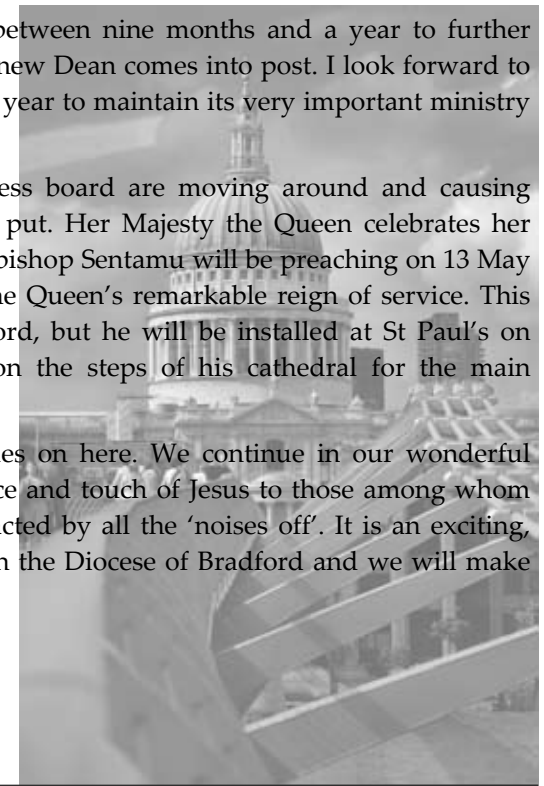 between nine months and a year to further
new Dean comes into post. I look forward to
year to maintain its very important ministry
ess board are moving around and causing
put. Her Majesty the Queen celebrates her
bishop Sentamu will be preaching on 13 May
ne Queen’s remarkable reign of service. This
ord, but he will be installed at St Paul’s on
on the steps of his cathedral for the main
es on here. We continue in our wonderful
ce and touch of Jesus to those among whom
cted by all the ‘noises off’. It is an exciting,
n the Diocese of Bradford and we will make